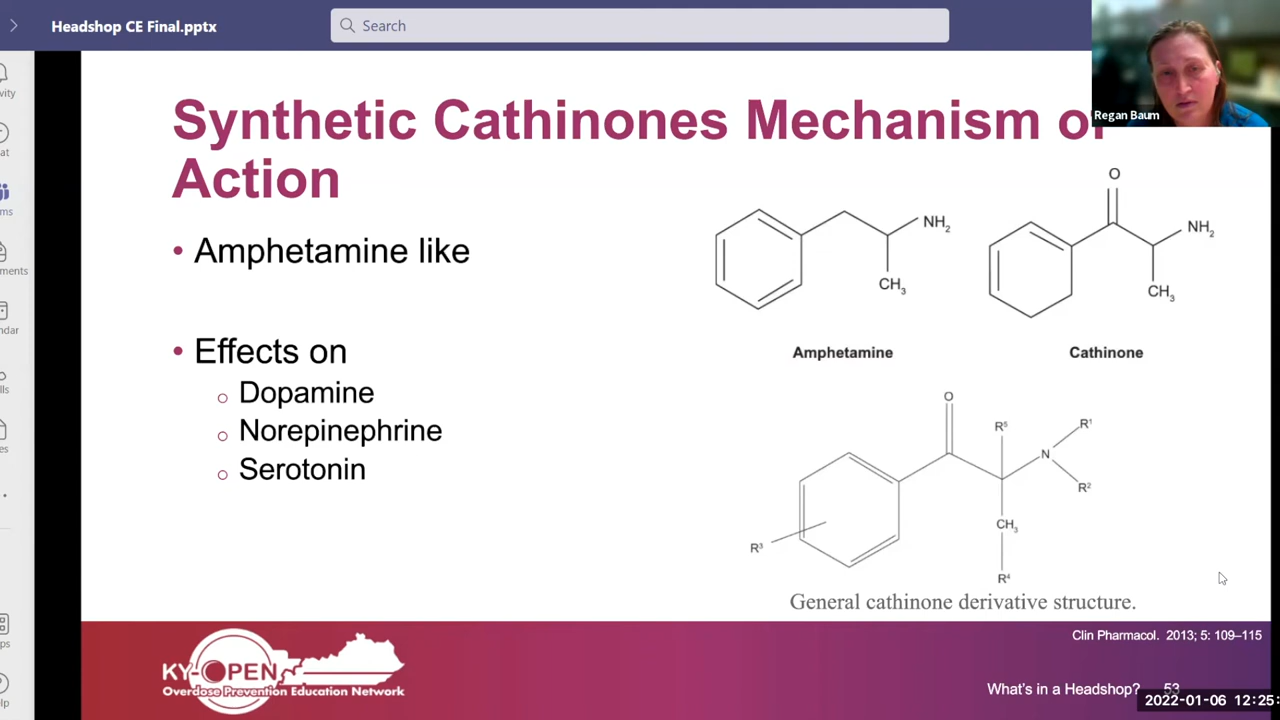 Headshop CE Final.pptx
Search
Regan Baum
Synthetic Cathinones Mechanism of
Action
• Amphetamine like
• Effects on
o Dopamine
o Norepinephrine
o Serotonin
NH₂
CH₃
Amphetamine
O
NH₂
CH₃
Cathinone
O
R⁵
R¹
N
R²
CH₃
R³
R⁴
General cathinone derivative structure.
Clin Pharmacol. 2013; 5: 109–115
KY-OPEN
Overdose Prevention Education Network
What's in a Headshop? 53
2022-01-06 12:25: